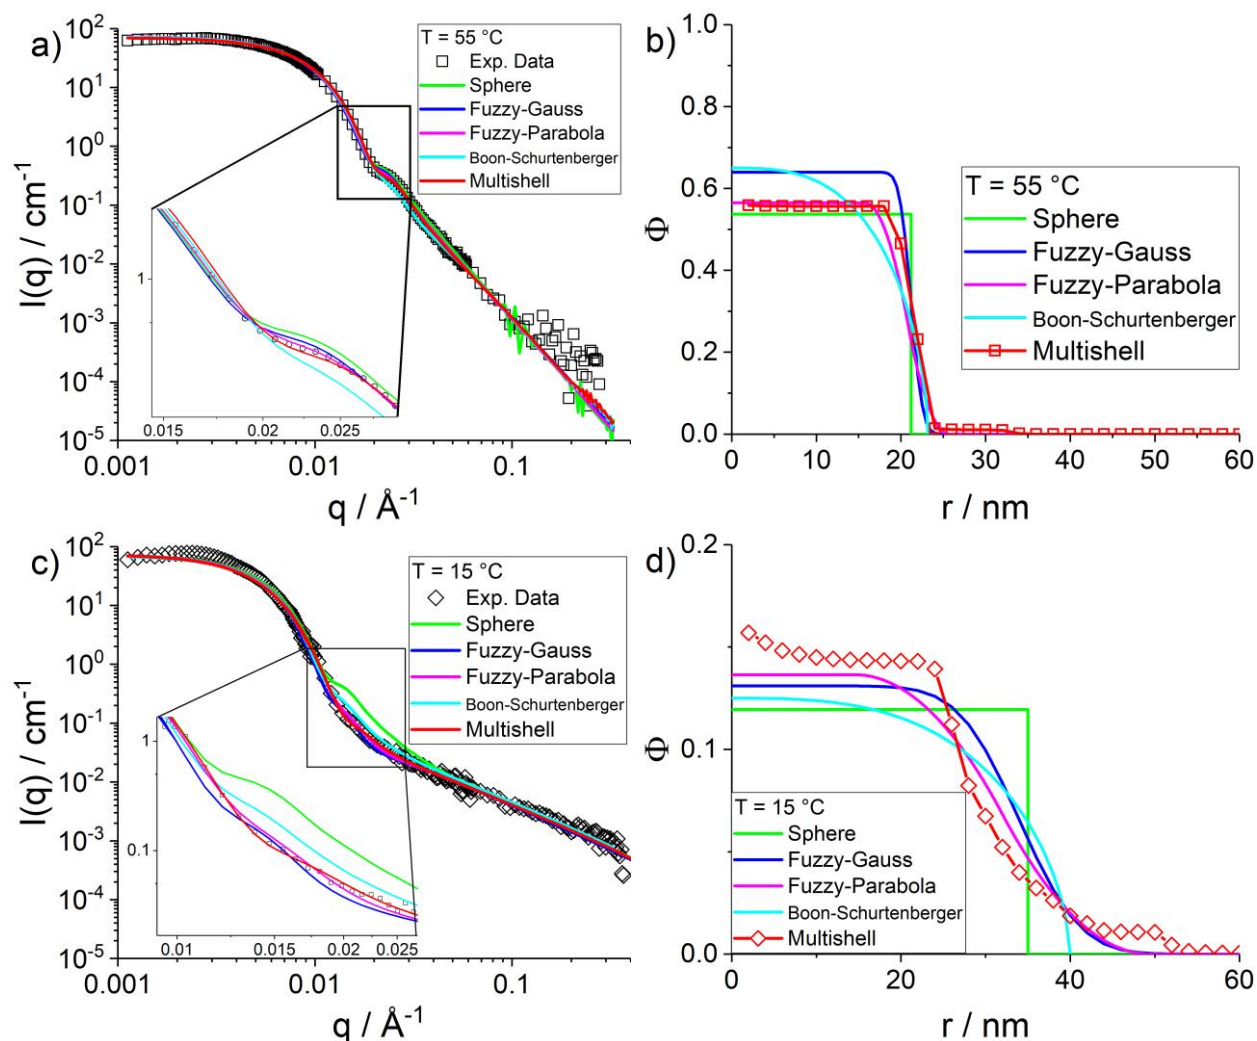 a)
I(q) / cm⁻¹
10²
10¹
10⁰
10⁻¹
10⁻²
10⁻³
10⁻⁴
10⁻⁵
T = 55 °C
Exp. Data
Sphere
Fuzzy-Gauss
Fuzzy-Parabola
Boon-Schurtenberger
Multishell
1
0.015
0.02
0.025
0.001
0.01
0.1
q / Å⁻¹
b)
Φ
1.0
0.8
0.6
0.4
0.2
0.0
T = 55 °C
Sphere
Fuzzy-Gauss
Fuzzy-Parabola
Boon-Schurtenberger
Multishell
0 10 20 30 40 50 60
r / nm
c)
I(q) / cm⁻¹
10²
10¹
10⁰
10⁻¹
10⁻²
10⁻³
10⁻⁴
10⁻⁵
T = 15 °C
Exp. Data
Sphere
Fuzzy-Gauss
Fuzzy-Parabola
Boon-Schurtenberger
Multishell
1
0.1
0.01
0.015
0.02
0.025
0.001
0.01
0.1
q / Å⁻¹
d)
Φ
0.2
0.1
0.0
T = 15 °C
Sphere
Fuzzy-Gauss
Fuzzy-Parabola
Boon-Schurtenberger
Multishell
0 20 40 60
r / nm